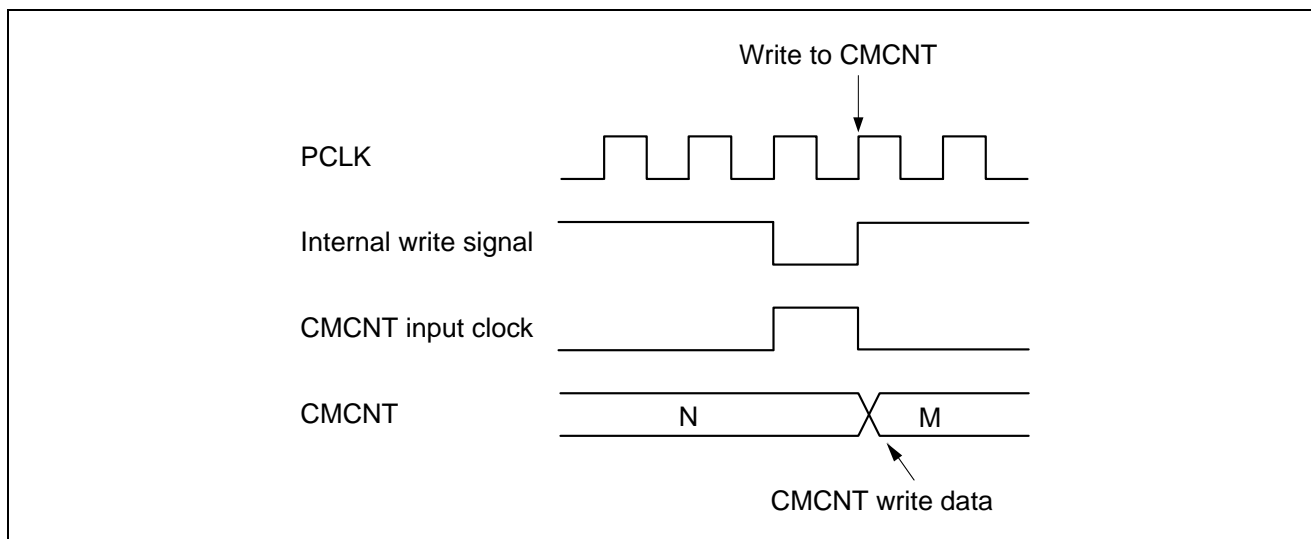 Write to CMCNT
PCLK
Internal write signal
CMCNT input clock
CMCNT
N
M
CMCNT write data